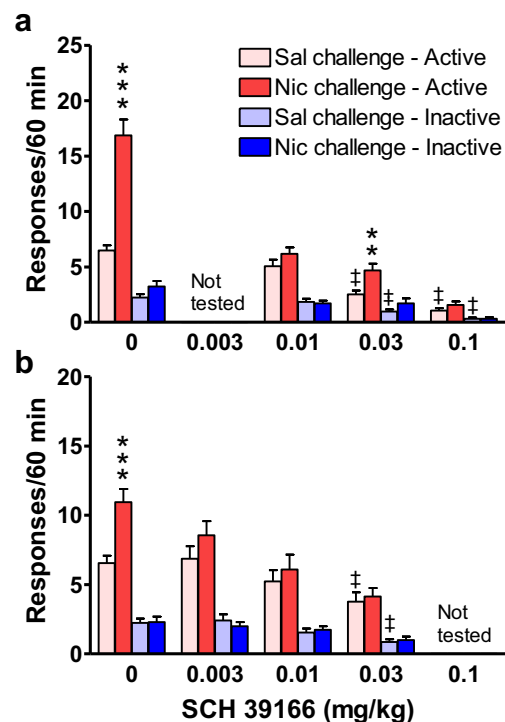 a
25
20
15
10
5
0
Responses/60 min
Sal challenge - Active
Nic challenge - Active
Sal challenge - Inactive
Nic challenge - Inactive
***
Not
tested
‡
‡
**
‡
‡
0 0.003 0.01 0.03 0.1
b
20
15
10
5
0
Responses/60 min
***
‡
‡
Not
tested
0 0.003 0.01 0.03 0.1
SCH 39166 (mg/kg)